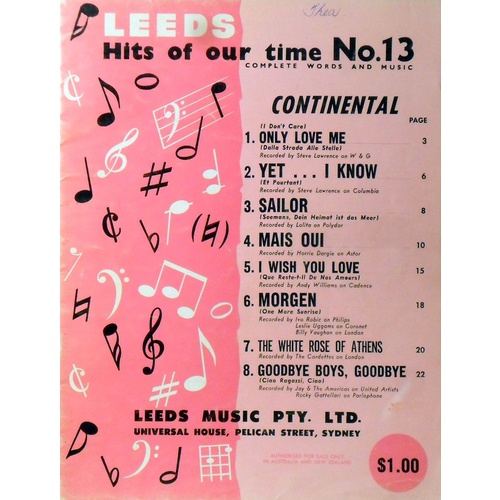 Thea
LEEDS
Hits of our time No.13
COMPLETE WORDS AND MUSIC
CONTINENTAL
PAGE
(I Don't Care)
1. ONLY LOVE ME 3
(Dalla Strada Alle Stelle)
Recorded by Steve Lawrence on W & G
2. YET ... I KNOW 6
(Et Pourtant)
Recorded by Steve Lawrence on Columbia
3. SAILOR 8
(Seemans, Dein Heimat ist das Meer)
Recorded by Lolita on Polydor
4. MAIS OUI 10
Recorded by Horrie Dargie on Astor
5. I WISH YOU LOVE 15
(Que Reste-t-il De Nos Amours)
Recorded by Andy Williams on Cadence
6. MORGEN 18
(One More Sunrise)
Recorded by Ivo Robic on Philips
Leslie Uggams on Coronet
Billy Vaughan on London
7. THE WHITE ROSE OF ATHENS 20
Recorded by The Cordettes on London
8. GOODBYE BOYS, GOODBYE 22
(Ciao Ragazzi, Ciao)
Recorded by Jay & The Americas on United Artists
Rocky Gattellari on Parlophone
LEEDS MUSIC PTY. LTD.
UNIVERSAL HOUSE, PELICAN STREET, SYDNEY
AUTHORISED FOR SALE ONLY
IN AUSTRALIA AND NEW ZEALAND
$1.00